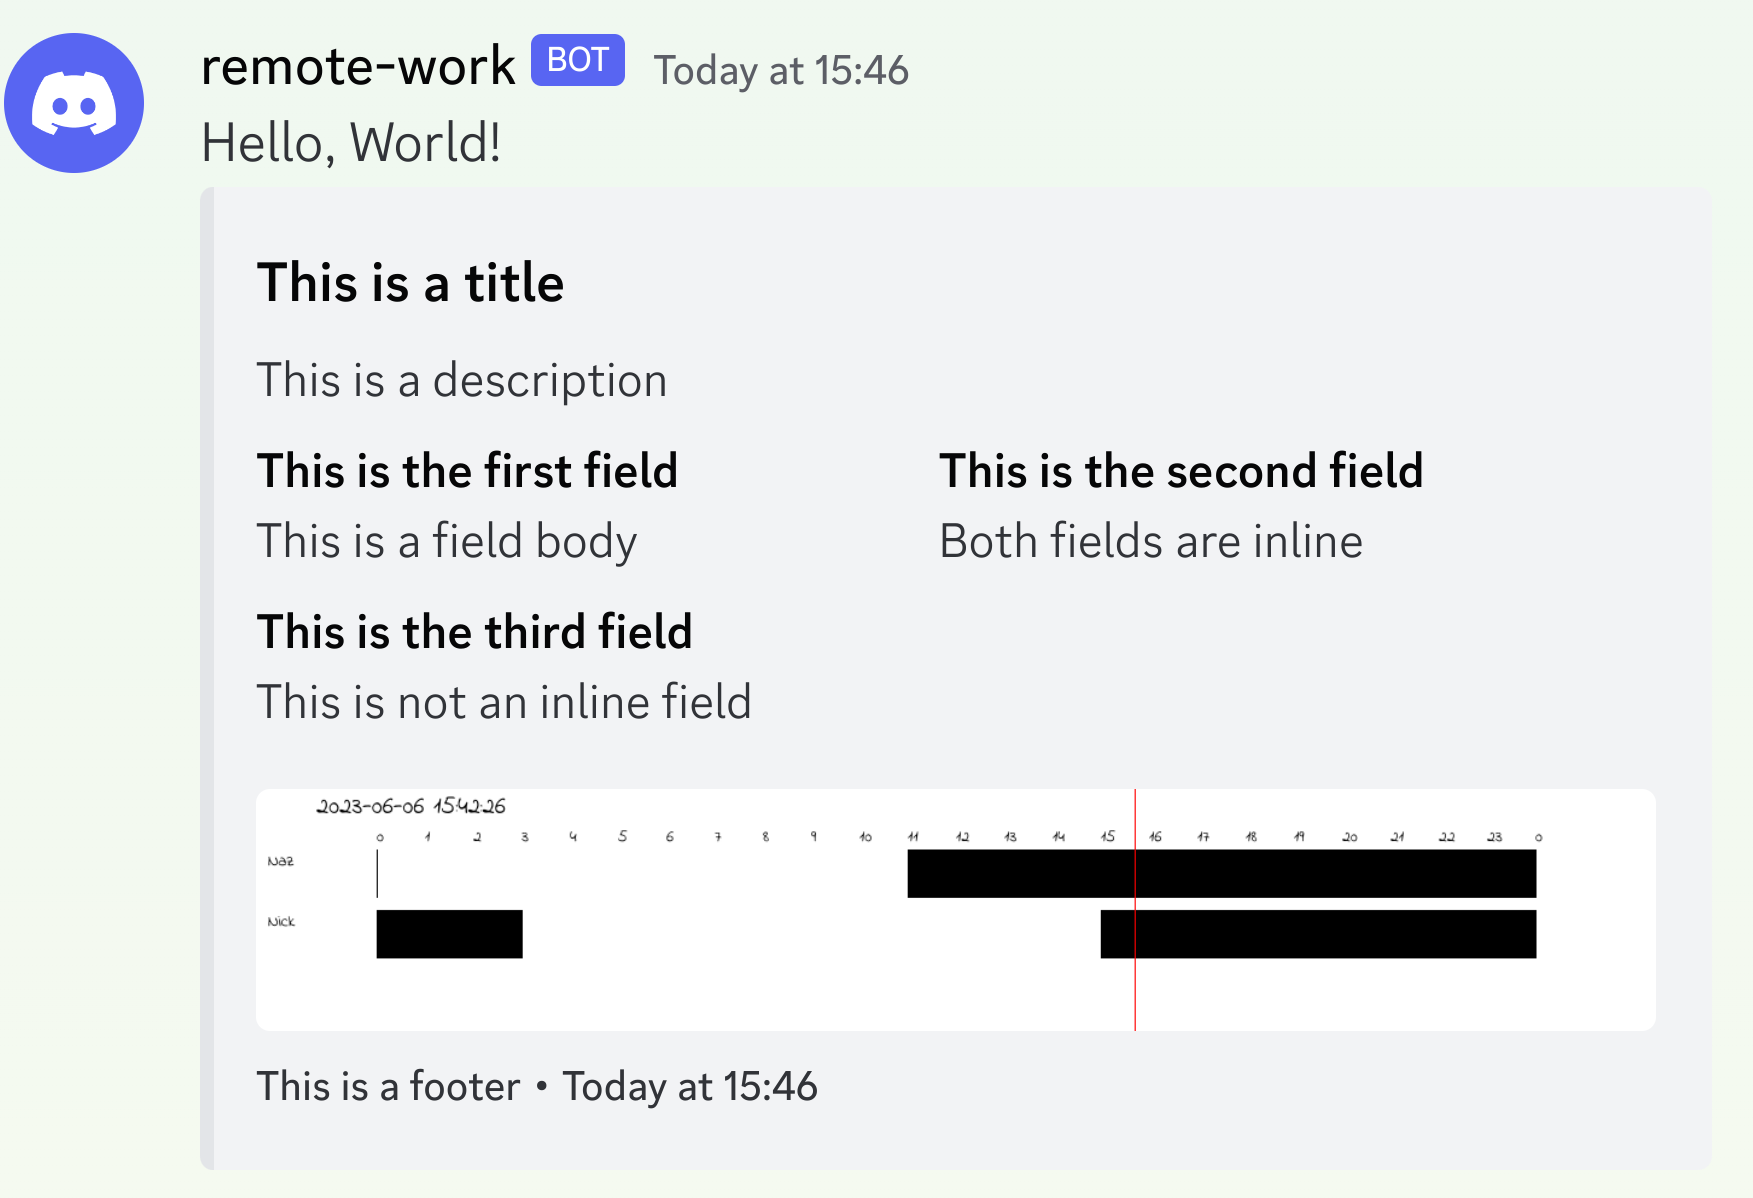 remote-work BOT Today at 15:46
Hello, World!
This is a title
This is a description
This is the first field This is the second field
This is a field body Both fields are inline
This is the third field
This is not an inline field
2023-06-06 15:42:26
0 1 2 3 4 5 6 7 8 9 10 11 12 13 14 15 16 17 18 19 20 21 22 23 0
Naz
Nick
This is a footer • Today at 15:46